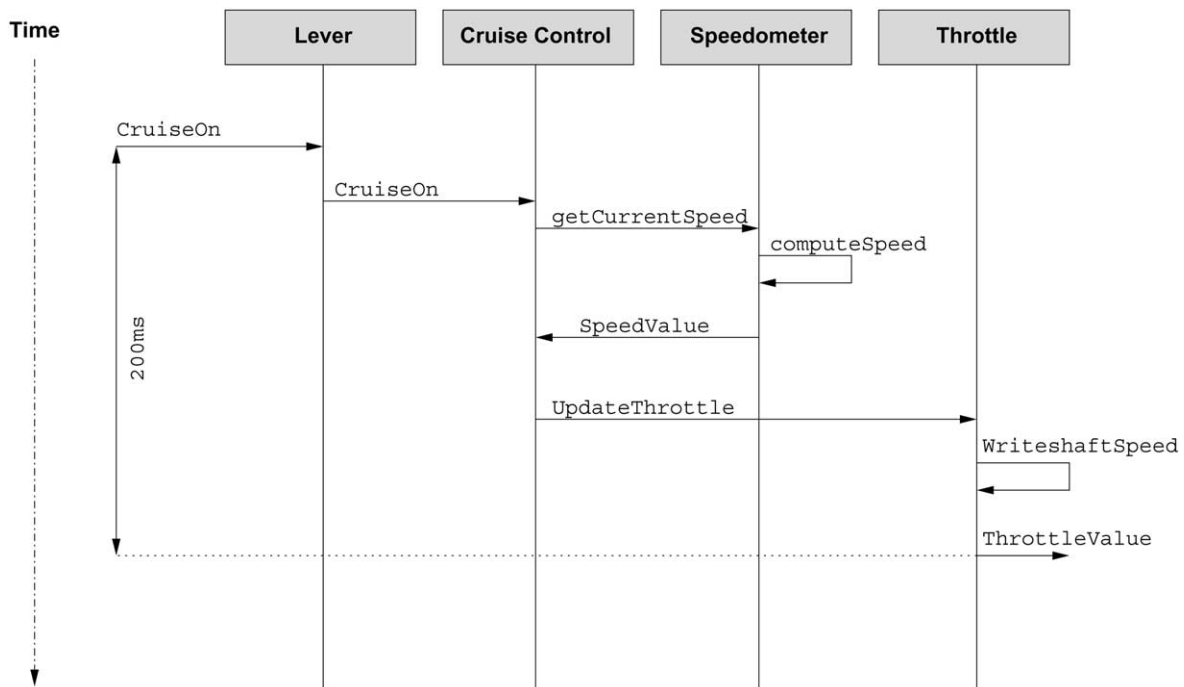 Time
Lever
Cruise Control
Speedometer
Throttle
CruiseOn
CruiseOn
getCurrentSpeed
computeSpeed
SpeedValue
200ms
UpdateThrottle
WriteshaftSpeed
ThrottleValue